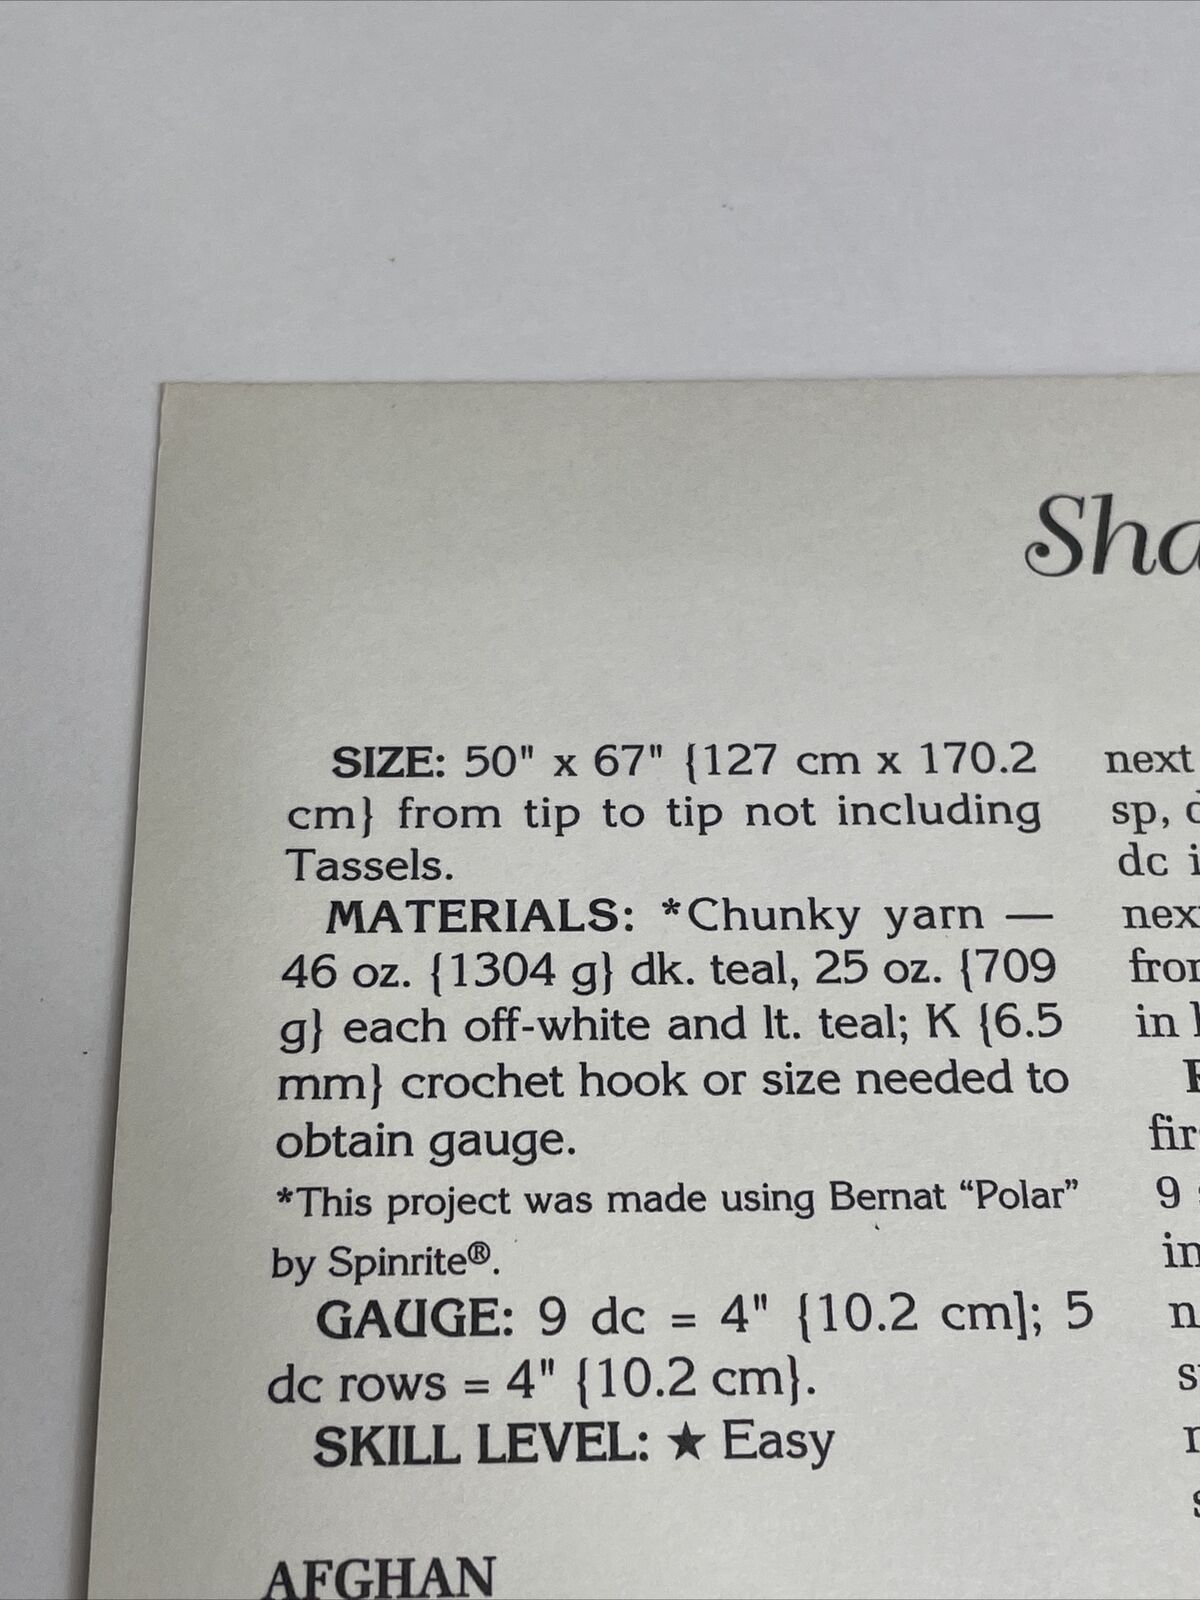 Sha
SIZE: 50" x 67" {127 cm x 170.2
cm} from tip to tip not including
Tassels.
MATERIALS: *Chunky yarn —
46 oz. {1304 g} dk. teal, 25 oz. {709
g} each off-white and lt. teal; K {6.5
mm} crochet hook or size needed to
obtain gauge.
*This project was made using Bernat “Polar”
by Spinrite®.
GAUGE: 9 dc = 4" {10.2 cm]; 5
dc rows = 4" {10.2 cm}.
SKILL LEVEL: ★ Easy
AFGHAN
next
sp,
dc
in
9
in